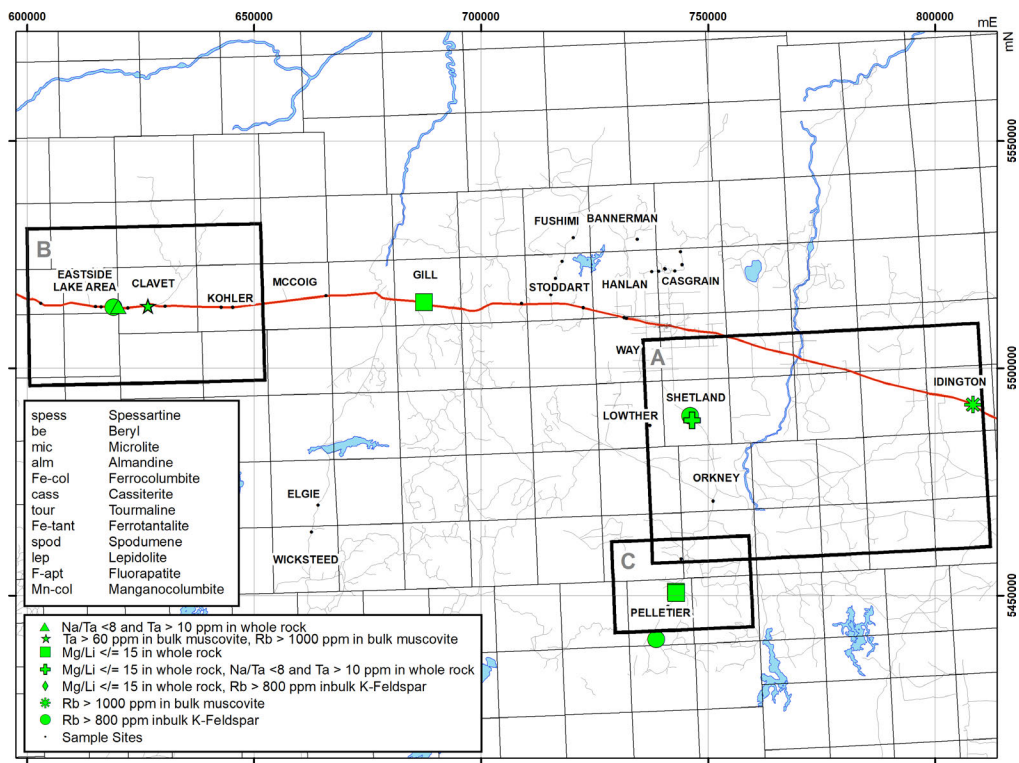 600000 650000 700000 750000 800000 mE
mN
5550000
FUSHIMI BANNERMAN
B
EASTSIDE LAKE AREA
CLAVET
KOHLER
MCCOIG
GILL
STODDART
HANLAN
CASGRAIN
WAY
A
5500000
IDINGTON
SHETLAND
LOWTHER
ORKNEY
ELGIE
WICKSTEED
C
PELLETIER
5450000
spess Spessartine
be Beryl
mic Microlite
alm Almandine
Fe-col Ferrocolumbite
cass Cassiterite
tour Tourmaline
Fe-tant Ferrotantalite
spod Spodumene
lep Lepidolite
F-apt Fluorapatite
Mn-col Manganocolumbite
Na/Ta <8 and Ta > 10 ppm in whole rock
Ta > 60 ppm in bulk muscovite, Rb > 1000 ppm in bulk muscovite
Mg/Li </= 15 in whole rock
Mg/Li </= 15 in whole rock, Na/Ta <8 and Ta > 10 ppm in whole rock
Mg/Li </= 15 in whole rock, Rb > 800 ppm inbulk K-Feldspar
Rb > 1000 ppm in bulk muscovite
Rb > 800 ppm inbulk K-Feldspar
Sample Sites